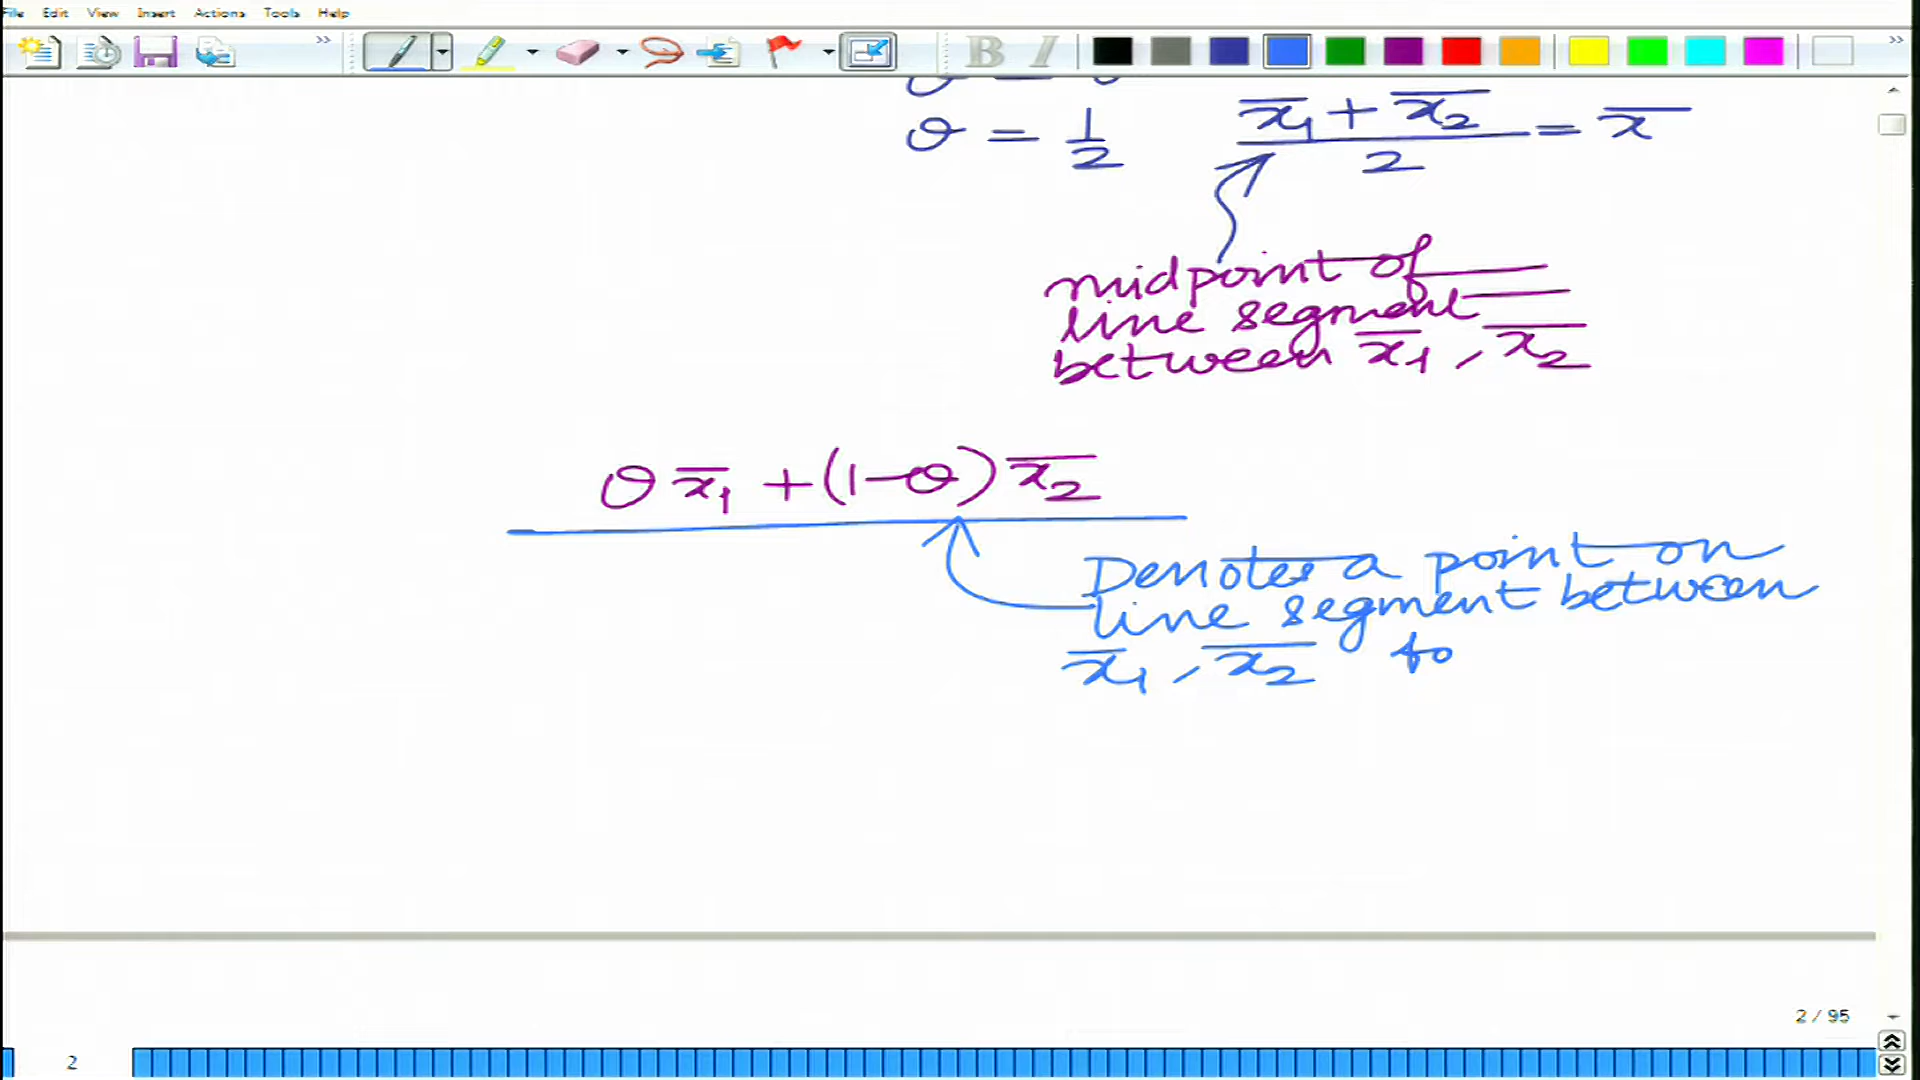 File Edit View Insert Actions Tools Help
B I
θ = 1/2 (x̅₁ + x̅₂)/2 = x̅
midpoint of
line segment
between x̅₁, x̅₂
θ x̅₁ + (1-θ) x̅₂
Denotes a point on
line segment between
x̅₁, x̅₂ to
2 / 95
2